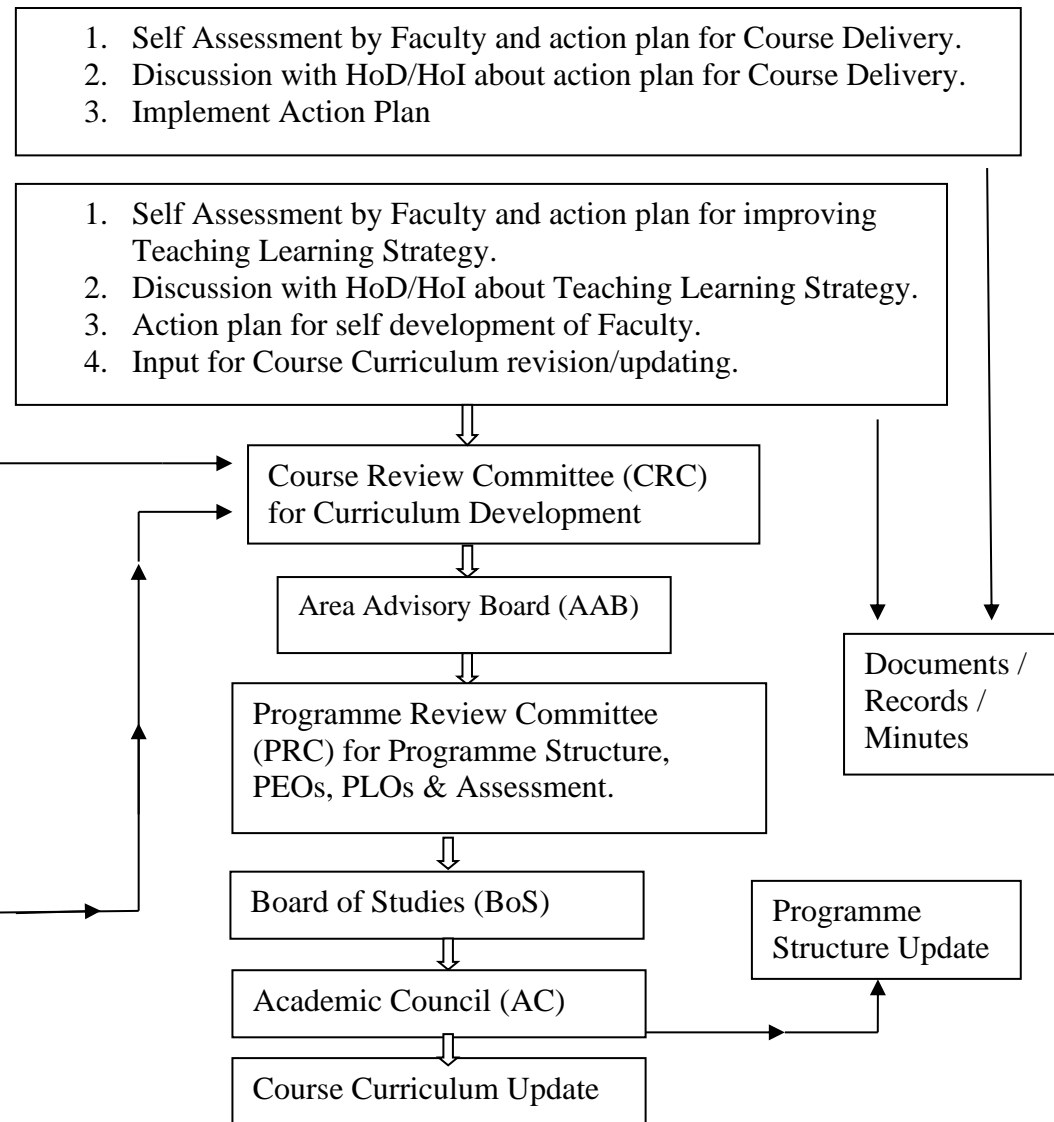 1. Self Assessment by Faculty and action plan for Course Delivery.
2. Discussion with HoD/HoI about action plan for Course Delivery.
3. Implement Action Plan
1. Self Assessment by Faculty and action plan for improving
Teaching Learning Strategy.
2. Discussion with HoD/HoI about Teaching Learning Strategy.
3. Action plan for self development of Faculty.
4. Input for Course Curriculum revision/updating.
Course Review Committee (CRC)
for Curriculum Development
Area Advisory Board (AAB)
Documents /
Records /
Minutes
Programme Review Committee
(PRC) for Programme Structure,
PEOs, PLOs & Assessment.
Board of Studies (BoS)
Programme
Structure Update
Academic Council (AC)
Course Curriculum Update